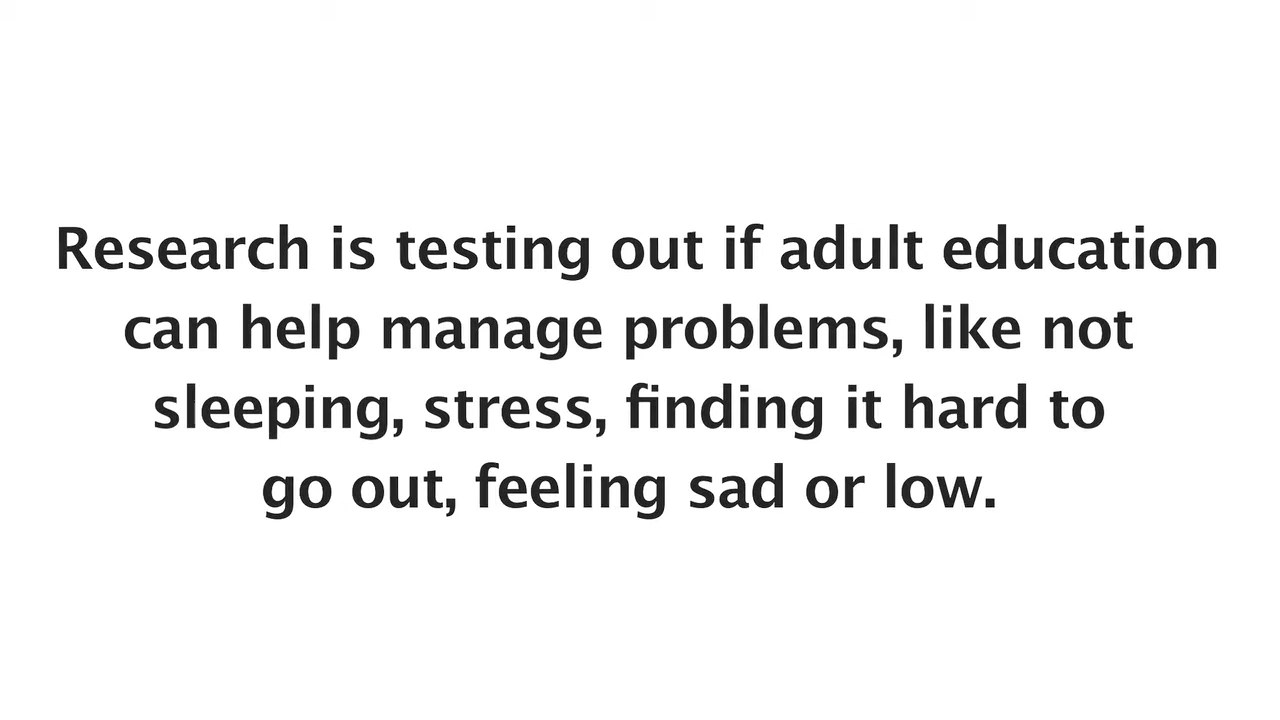 Research is testing out if adult education
can help manage problems, like not
sleeping, stress, finding it hard to
go out, feeling sad or low.